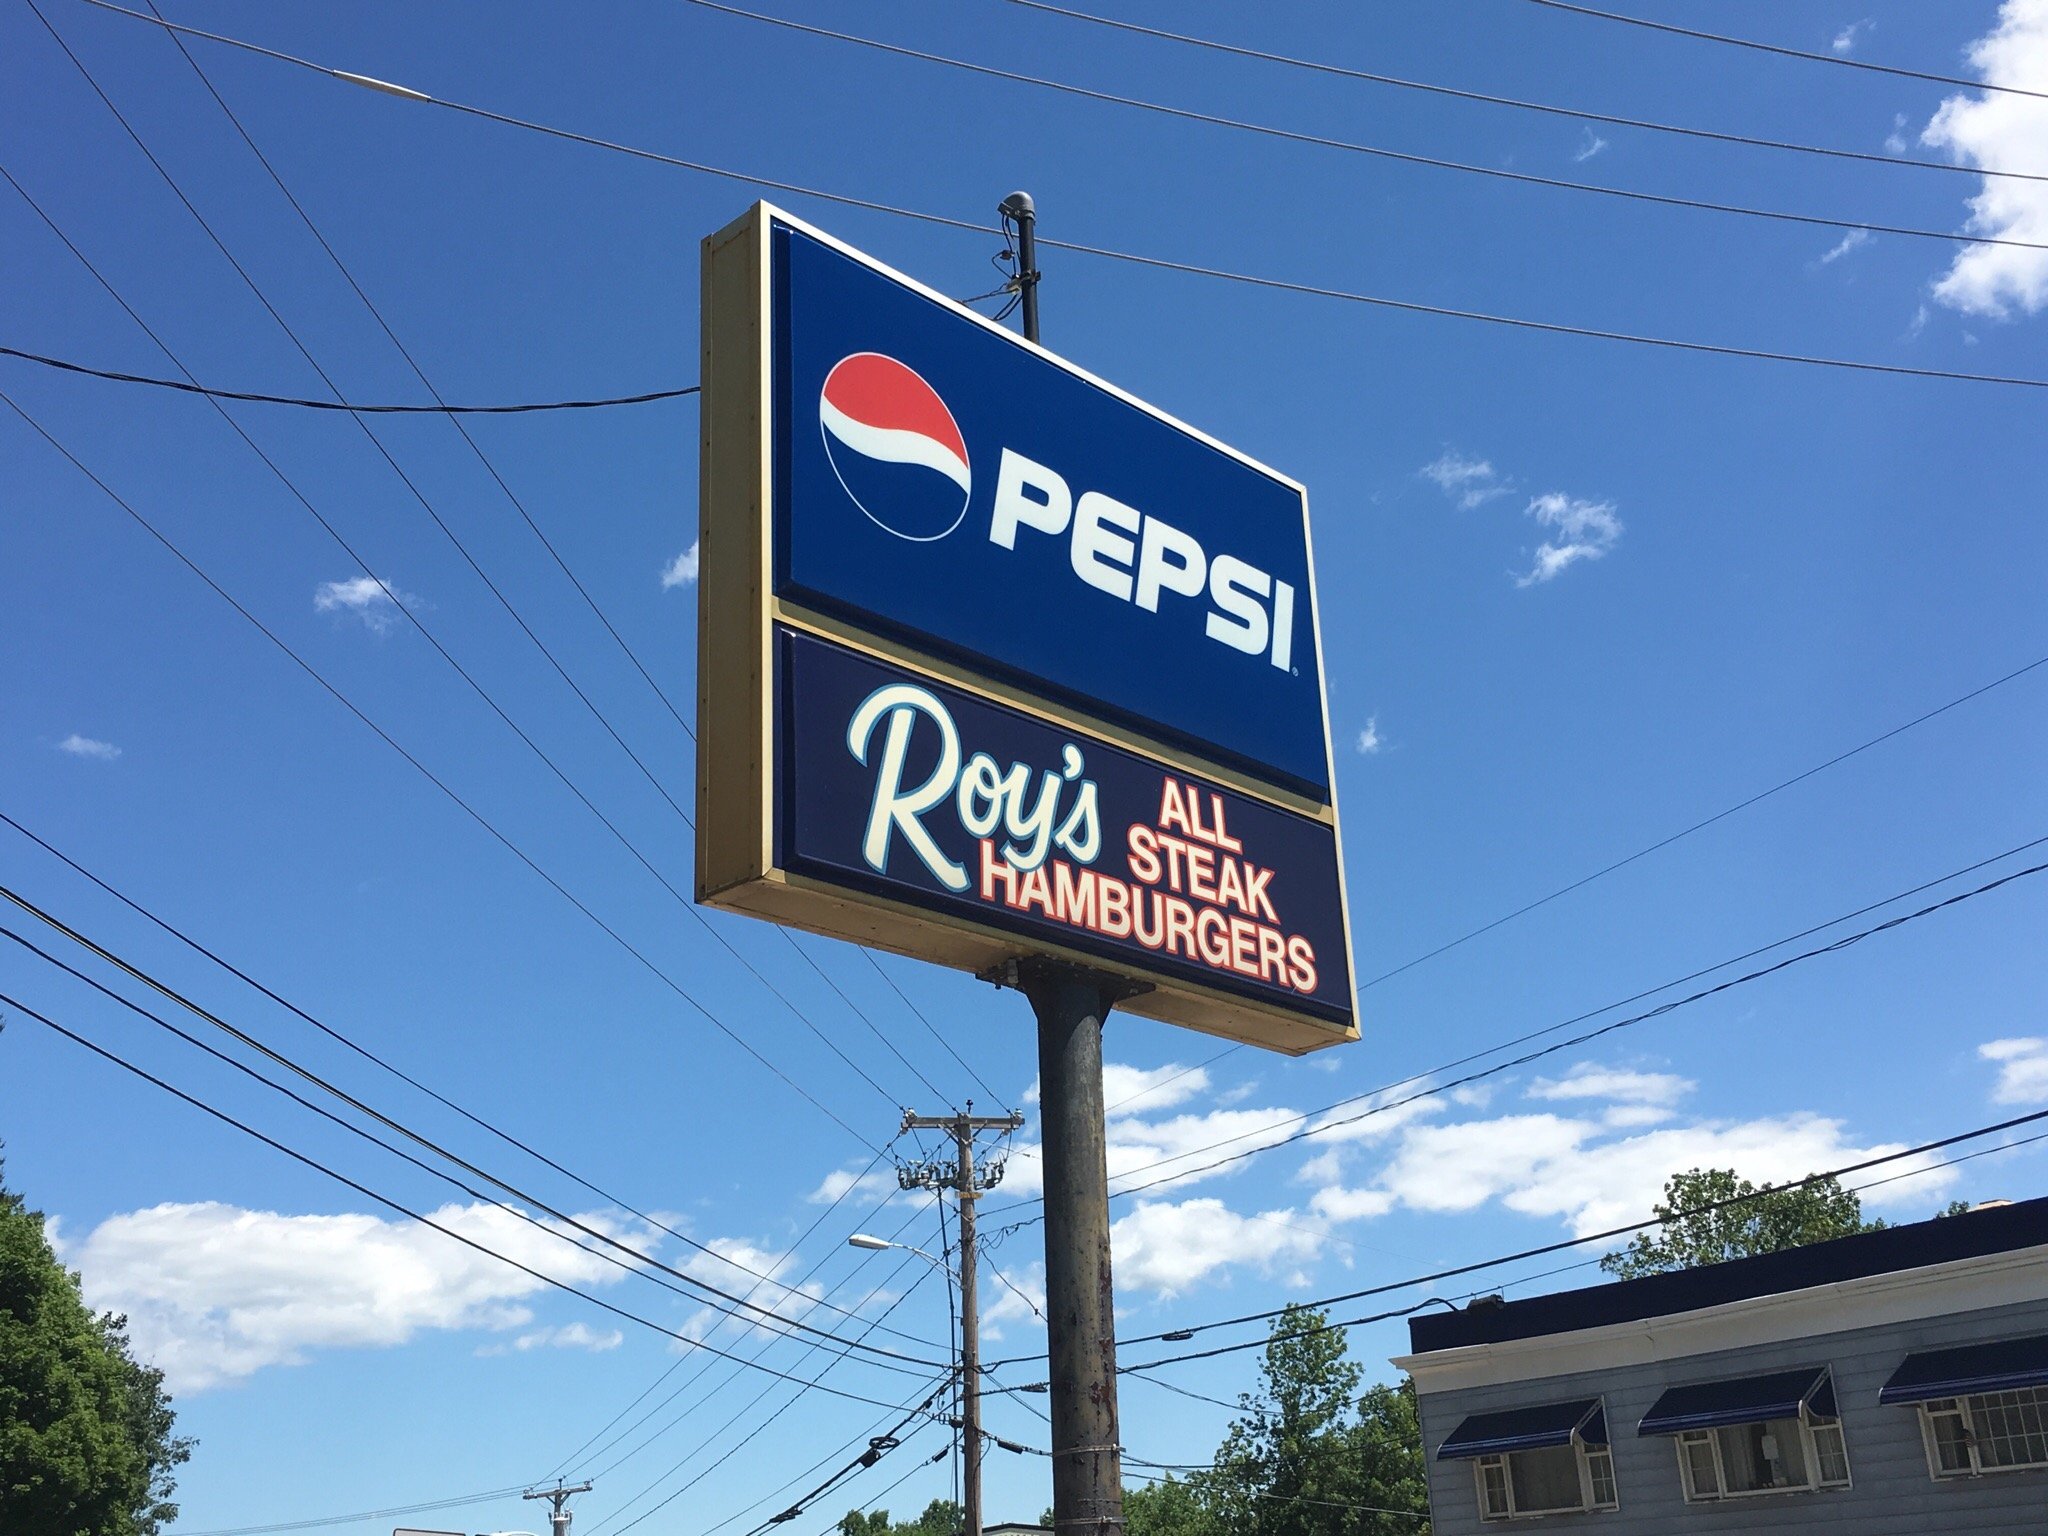 PEPSI
Roy's
ALL
STEAK
HAMBURGERS